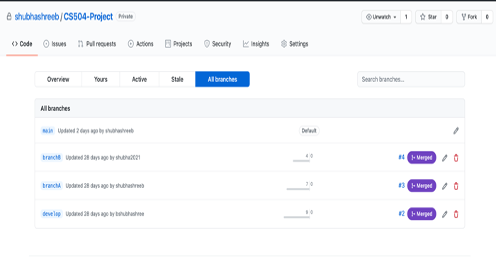 shubhashreeb / CS504-Project Private
Unwatch 1 Star 0 Fork 0
Code Issues Pull requests Actions Projects Security Insights Settings
Overview Yours Active Stale All branches Search branches...
All branches
main Updated 2 days ago by shubhashreeb Default
branchB Updated 28 days ago by shubha2021 4 0 #4 Merged
branchA Updated 28 days ago by shubhashreeb 7 0 #3 Merged
develop Updated 28 days ago by bshubhashree 8 0 #2 Merged